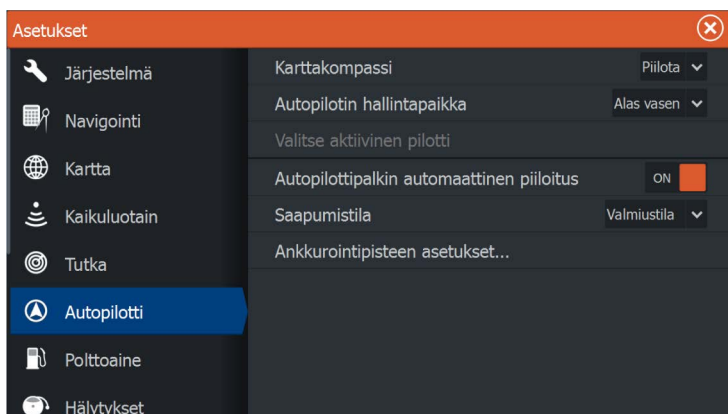 Asetukset
Järjestelmä
Navigointi
Kartta
Kaikuluotain
Tutka
Autopilotti
Polttoaine
Hälytykset
Karttakompassi Piilota
Autopilotin hallintapaikka Alas vasen
Valitse aktiivinen pilotti
Autopilottipalkin automaattinen piiloitus ON
Saapumistila Valmiustila
Ankkurointipisteen asetukset...